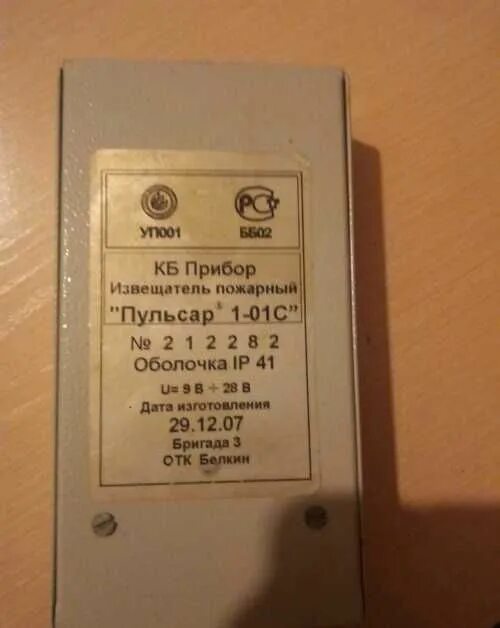 РСТ
УП001 ББ02
КБ Прибор
Извещатель пожарный
"Пульсар® 1-01С"
№ 2 1 2 2 8 2
Оболочка IP 41
U= 9 В ÷ 28 В
Дата изготовления
29.12.07
Бригада 3
ОТК Белкин